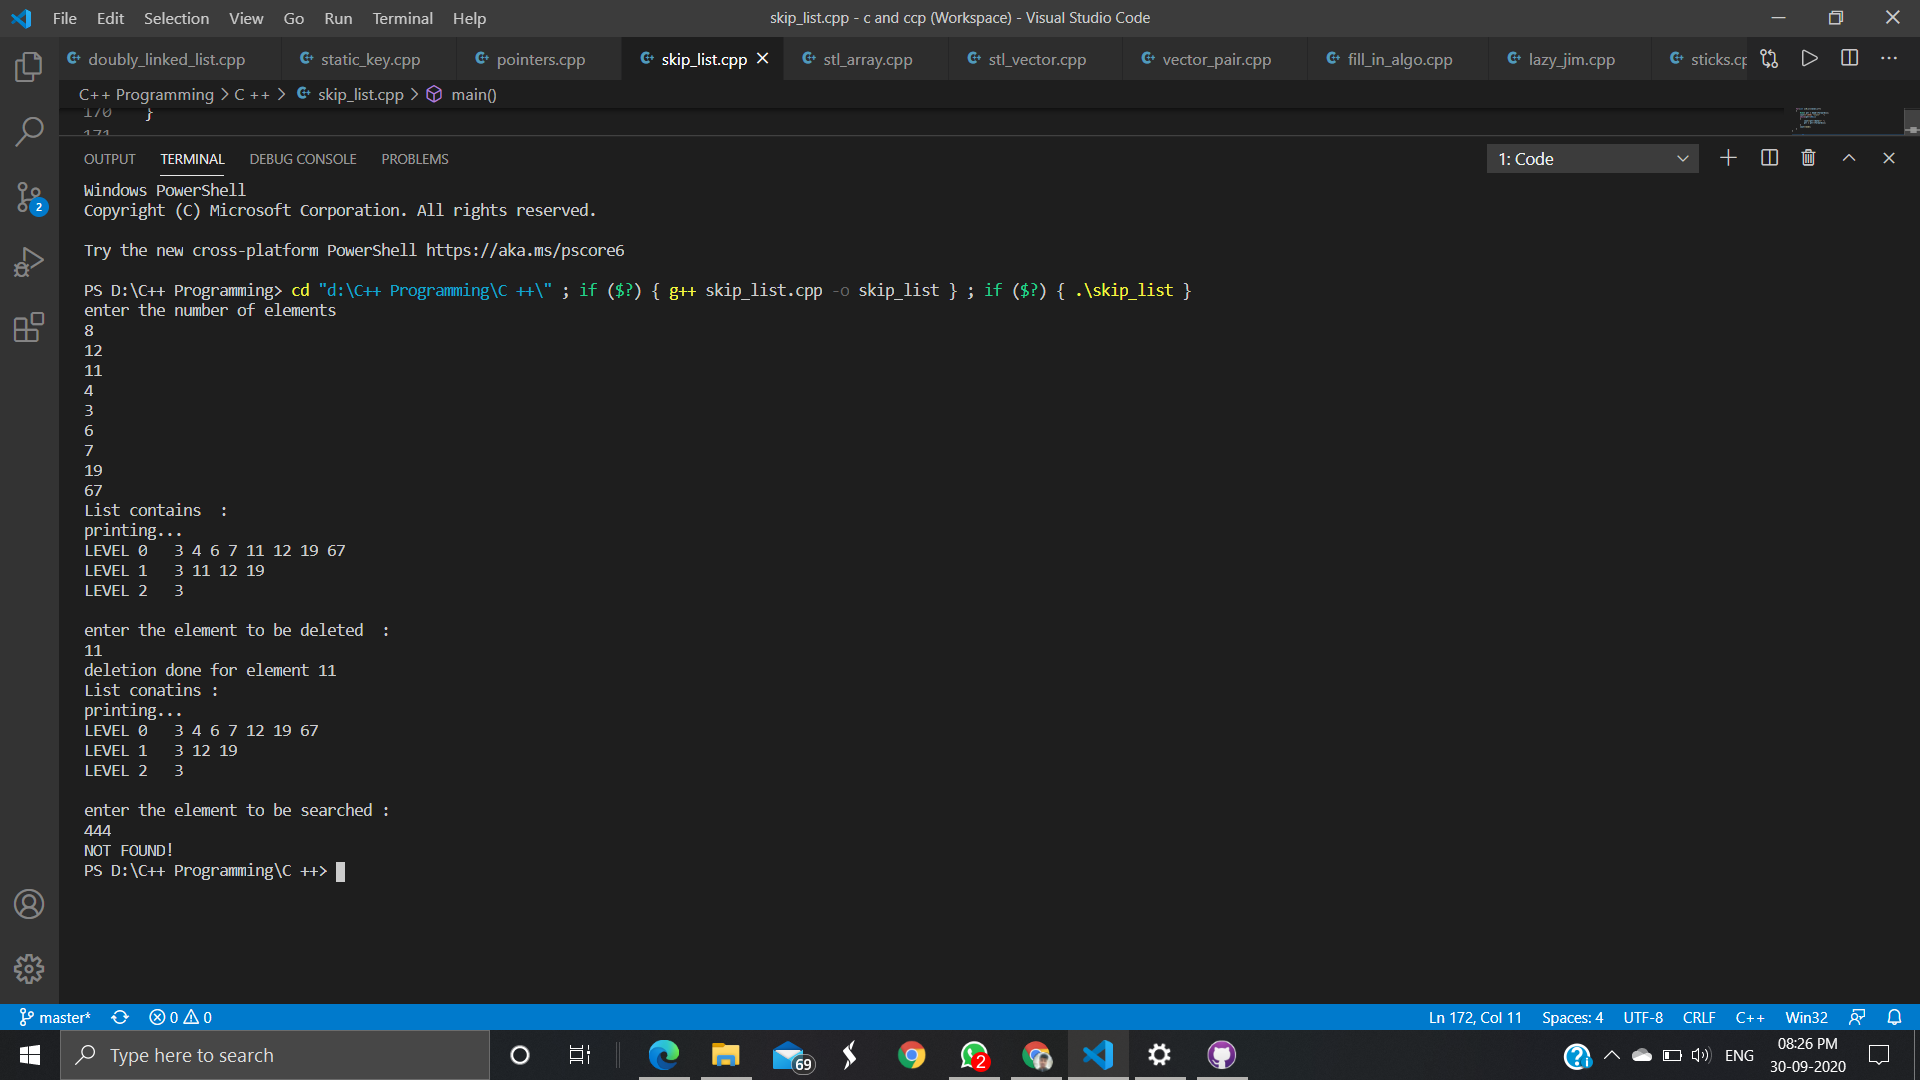 File Edit Selection View Go Run Terminal Help
skip_list.cpp - c and ccp (Workspace) - Visual Studio Code
doubly_linked_list.cpp static_key.cpp pointers.cpp skip_list.cpp stl_array.cpp stl_vector.cpp vector_pair.cpp fill_in_algo.cpp lazy_jim.cpp sticks.cp
C++ Programming > C ++ > skip_list.cpp > main()
170 }
171
OUTPUT TERMINAL DEBUG CONSOLE PROBLEMS
1: Code
Windows PowerShell
Copyright (C) Microsoft Corporation. All rights reserved.
Try the new cross-platform PowerShell https://aka.ms/pscore6
PS D:\C++ Programming> cd "d:\C++ Programming\C ++\" ; if ($?) { g++ skip_list.cpp -o skip_list } ; if ($?) { .\skip_list }
enter the number of elements
8
12
11
4
3
6
7
19
67
List contains  :
printing...
LEVEL 0   3 4 6 7 11 12 19 67
LEVEL 1   3 11 12 19
LEVEL 2   3
enter the element to be deleted  :
11
deletion done for element 11
List conatins :
printing...
LEVEL 0   3 4 6 7 12 19 67
LEVEL 1   3 12 19
LEVEL 2   3
enter the element to be searched :
444
NOT FOUND!
PS D:\C++ Programming\C ++>
2
master* 0 0
Ln 172, Col 11 Spaces: 4 UTF-8 CRLF C++ Win32
Type here to search
69
2
ENG
08:26 PM
30-09-2020